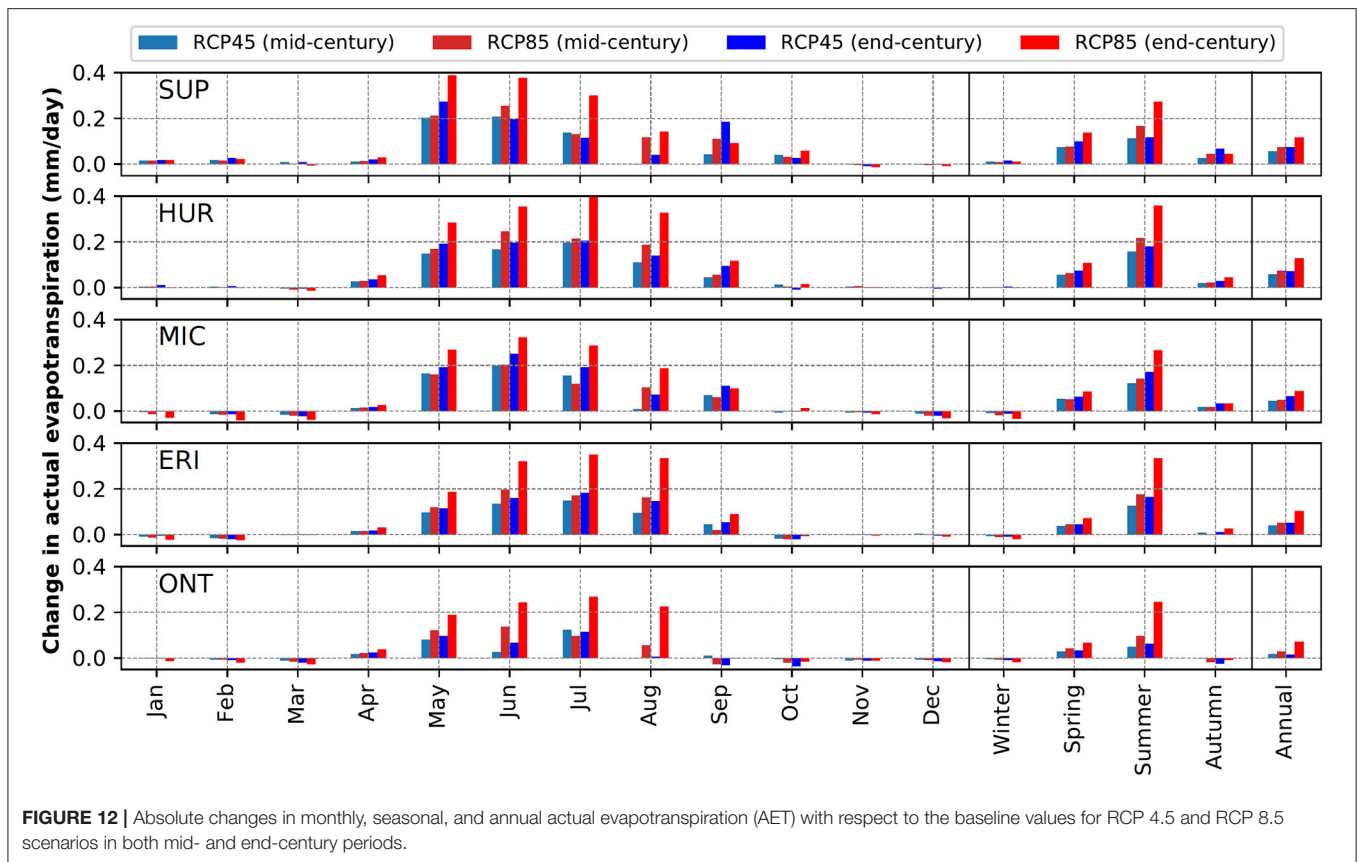 RCP45 (mid-century) RCP85 (mid-century) RCP45 (end-century) RCP85 (end-century)
Change in actual evapotranspiration (mm/day)
SUP
0.4
0.2
0.0
HUR
0.4
0.2
0.0
MIC
0.4
0.2
0.0
ERI
0.4
0.2
0.0
ONT
0.4
0.2
0.0
Jan Feb Mar Apr May Jun Jul Aug Sep Oct Nov Dec Winter Spring Summer Autumn Annual
FIGURE 12 | Absolute changes in monthly, seasonal, and annual actual evapotranspiration (AET) with respect to the baseline values for RCP 4.5 and RCP 8.5
scenarios in both mid- and end-century periods.